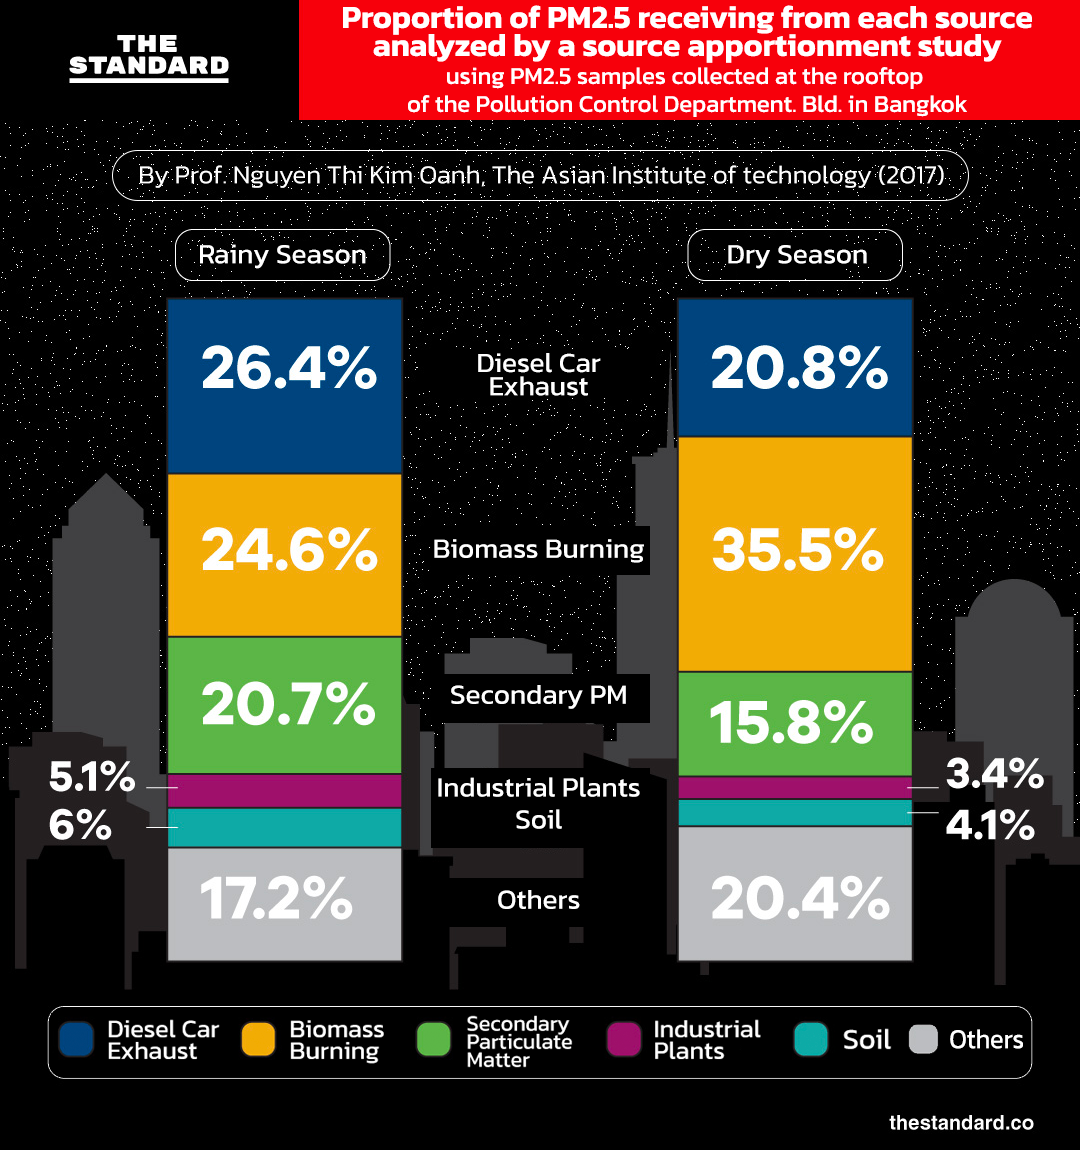 THE
STANDARD
Proportion of PM2.5 receiving from each source
analyzed by a source apportionment study
using PM2.5 samples collected at the rooftop
of the Pollution Control Department. Bld. in Bangkok
By Prof. Nguyen Thi Kim Oanh, The Asian Institute of technology (2017)
Rainy Season
Dry Season
26.4%
Diesel Car
Exhaust
20.8%
24.6%
Biomass Burning
35.5%
20.7%
Secondary PM
15.8%
5.1%
Industrial Plants
3.4%
6%
Soil
4.1%
17.2%
Others
20.4%
Diesel Car
Exhaust
Biomass
Burning
Secondary
Particulate
Matter
Industrial
Plants
Soil
Others
thestandard.co